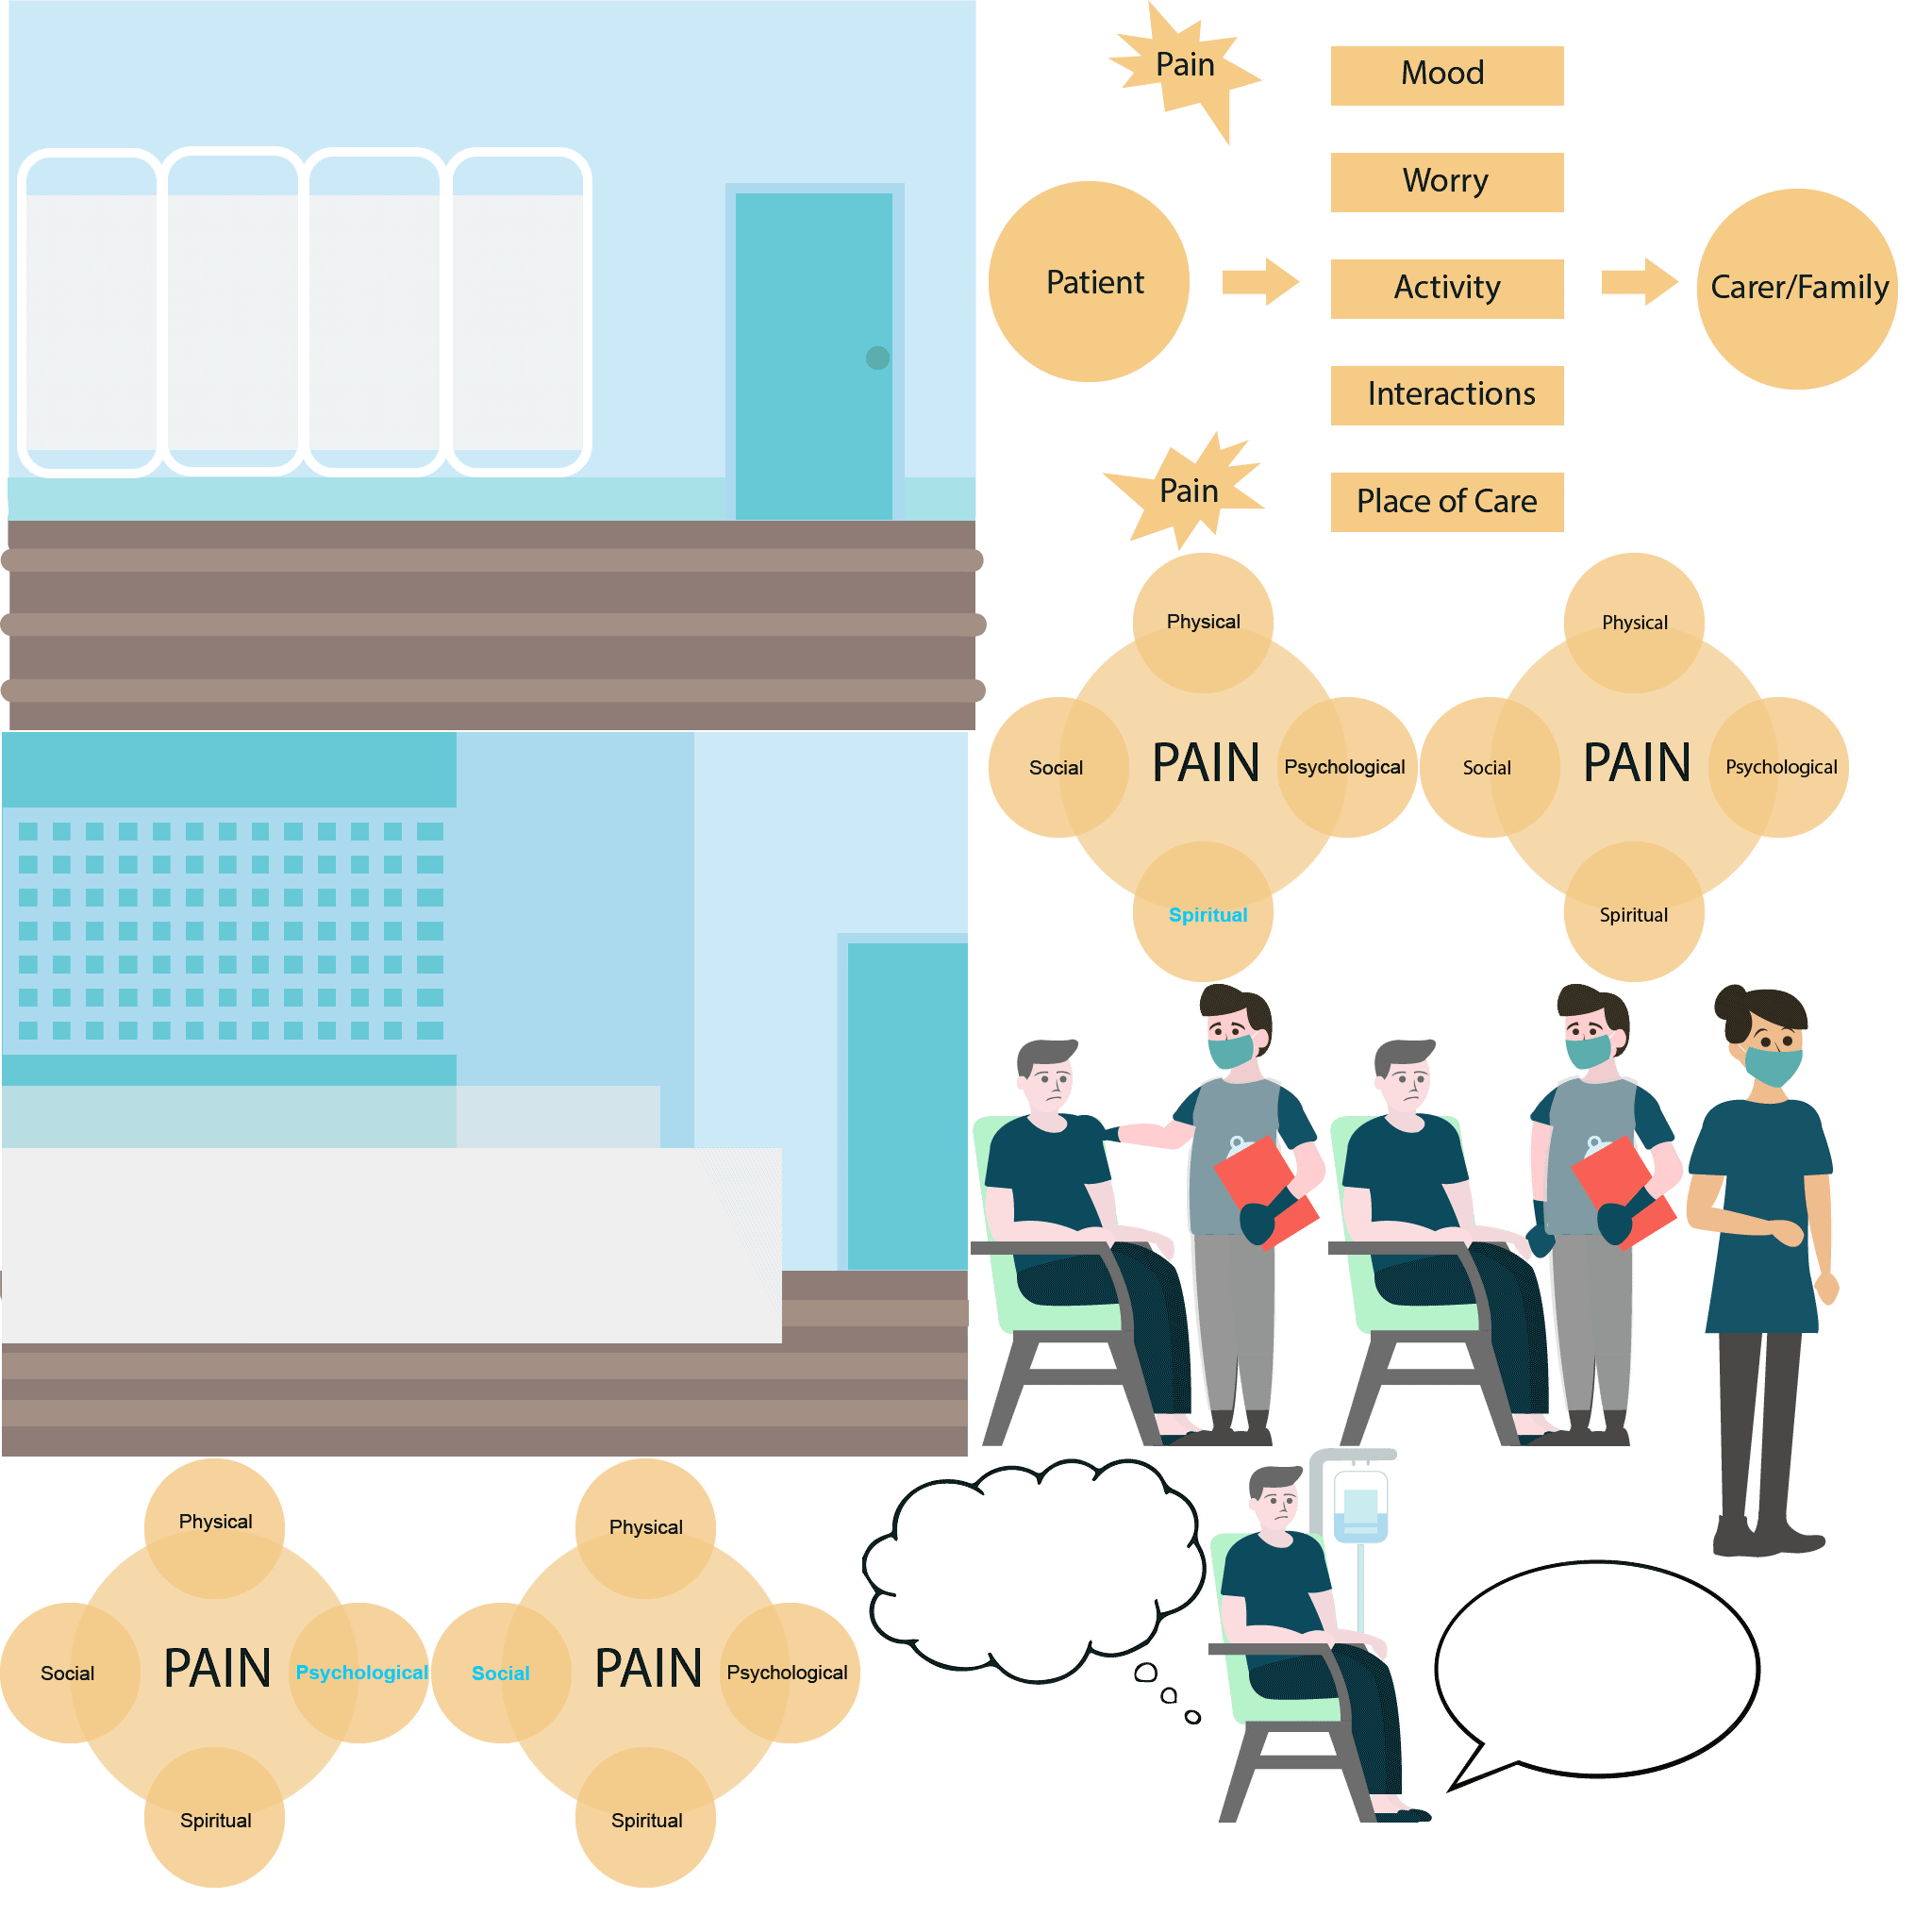 Pain
Mood
Worry
Patient
Activity
Carer/Family
Interactions
Pain
Place of Care
Physical
Social
PAIN
Psychological
Spiritual
Physical
Social
PAIN
Psychological
Spiritual
Physical
Social
PAIN
Psychological
Spiritual
Physical
Social
PAIN
Psychological
Spiritual